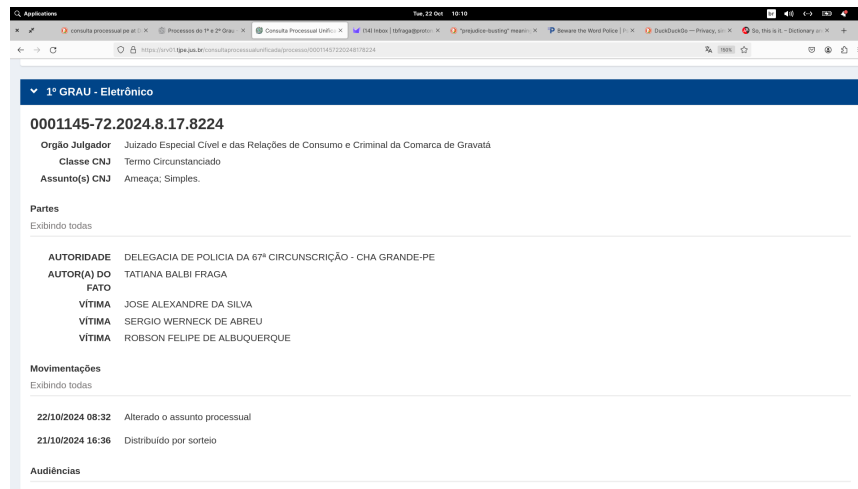 Applications
Tue, 22 Oct 10:10
br
consulta processual pe at D
Processos do 1º e 2º Grau -
Consulta Processual Unific
"prejudice-busting" meaning
Beware the Word Police |
DuckDuckGo — Privacy, si
So, this is it. – Dictionary an
https://srv01.tjpe.jus.br/consultaprocessualunificada/processo/00011457220248178224
1º GRAU - Eletrônico
0001145-72.2024.8.17.8224
Orgão Julgador Juizado Especial Cível e das Relações de Consumo e Criminal da Comarca de Gravatá
Classe CNJ Termo Circunstanciado
Assunto(s) CNJ Ameaça; Simples.
Partes
Exibindo todas
AUTORIDADE DELEGACIA DE POLICIA DA 67ª CIRCUNSCRIÇÃO - CHA GRANDE-PE
AUTOR(A) DO TATIANA BALBI FRAGA
FATO
VÍTIMA JOSE ALEXANDRE DA SILVA
VÍTIMA SERGIO WERNECK DE ABREU
VÍTIMA ROBSON FELIPE DE ALBUQUERQUE
Movimentações
Exibindo todas
22/10/2024 08:32 Alterado o assunto processual
21/10/2024 16:36 Distribuído por sorteio
Audiências